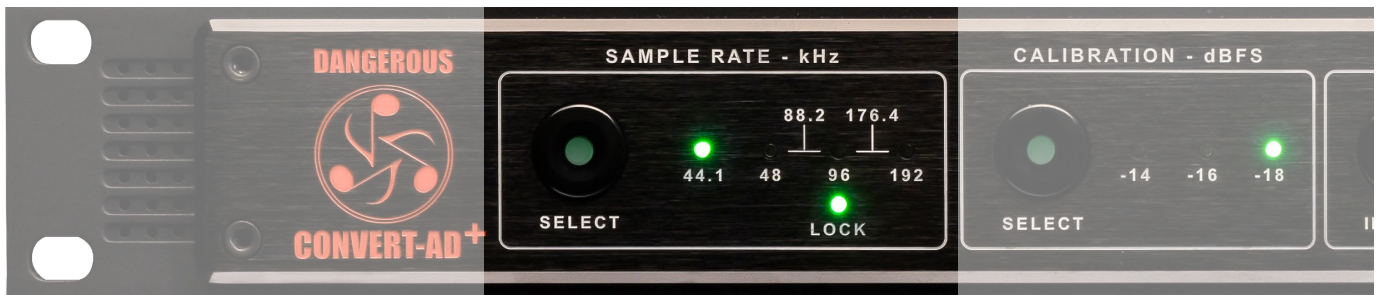 DANGEROUS
CONVERT-AD+
SAMPLE RATE - kHz
88.2 176.4
44.1 48 96 192
SELECT
LOCK
CALIBRATION - dBFS
-14 -16 -18
SELECT